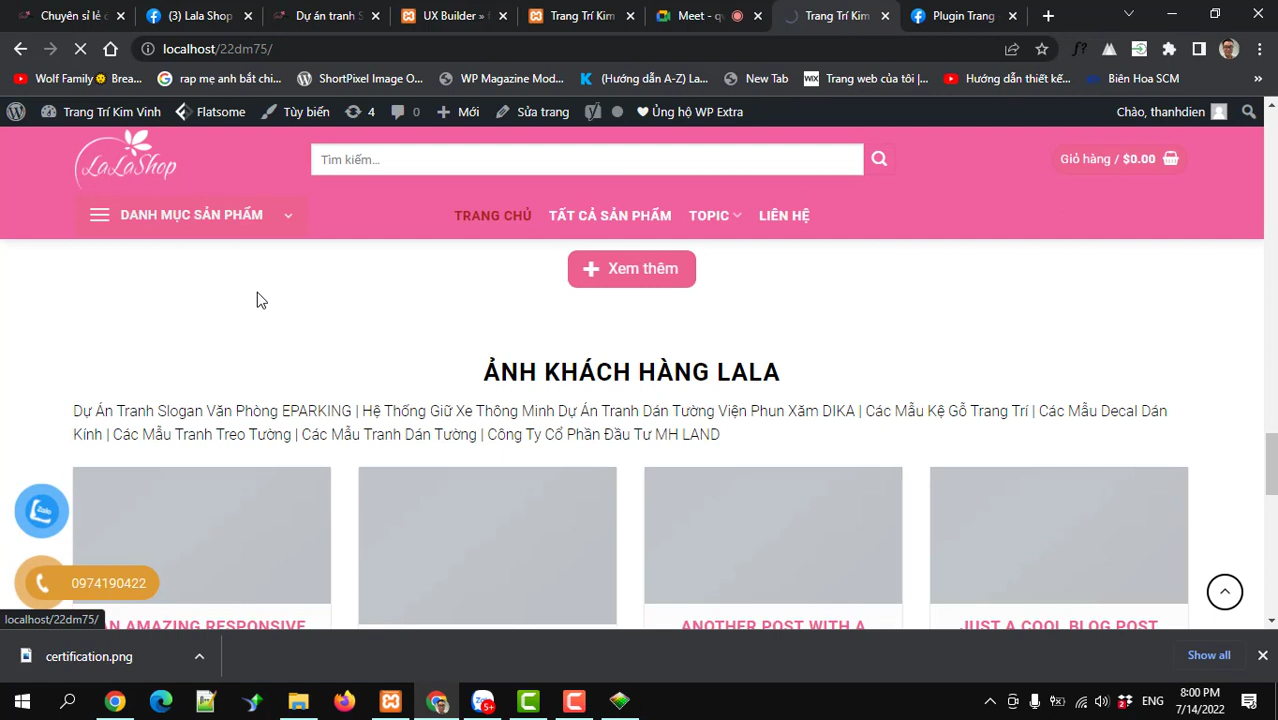 Chuyên sỉ lẻ c
(3) Lala Shop
Dự án tranh S
UX Builder » F
Trang Trí Kim
Meet - q
Trang Trí Kim
Plugin Trang
localhost/22dm75/
Wolf Family😮 Brea...
rap mẹ anh bắt chi...
ShortPixel Image O...
WP Magazine Mod...
(Hướng dẫn A-Z) La...
New Tab
Trang web của tôi |...
Hướng dẫn thiết kế...
Biên Hoa SCM
»
Trang Trí Kim Vinh
Flatsome
Tùy biến
4
0
Mới
Sửa trang
Ủng hộ WP Extra
Chào, thanhdien
LaLaShop
Tìm kiếm...
Giỏ hàng / $0.00
DANH MỤC SẢN PHẨM
TRANG CHỦ
TẤT CẢ SẢN PHẨM
TOPIC
LIÊN HỆ
Xem thêm
ẢNH KHÁCH HÀNG LALA
Dự Án Tranh Slogan Văn Phòng EPARKING | Hệ Thống Giữ Xe Thông Minh Dự Án Tranh Dán Tường Viện Phun Xăm DIKA | Các Mẫu Kệ Gỗ Trang Trí | Các Mẫu Decal Dán
Kính | Các Mẫu Tranh Treo Tường | Các Mẫu Tranh Dán Tường | Công Ty Cổ Phần Đầu Tư MH LAND
Zalo
0974190422
localhost/22dm75/
AN AMAZING RESPONSIVE
ANOTHER POST WITH A
JUST A COOL BLOG POST
certification.png
Show all
5+
2
ENG
8:00 PM
7/14/2022